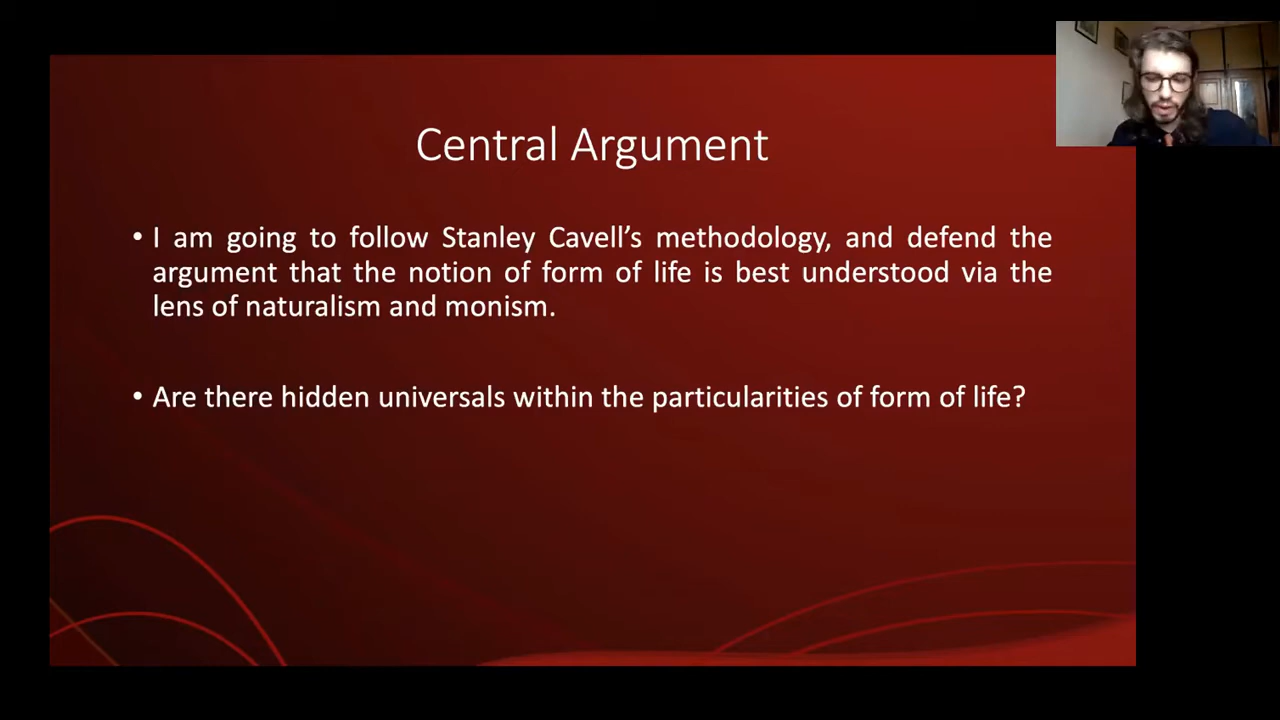 Central Argument
• I am going to follow Stanley Cavell’s methodology, and defend the
argument that the notion of form of life is best understood via the
lens of naturalism and monism.
• Are there hidden universals within the particularities of form of life?